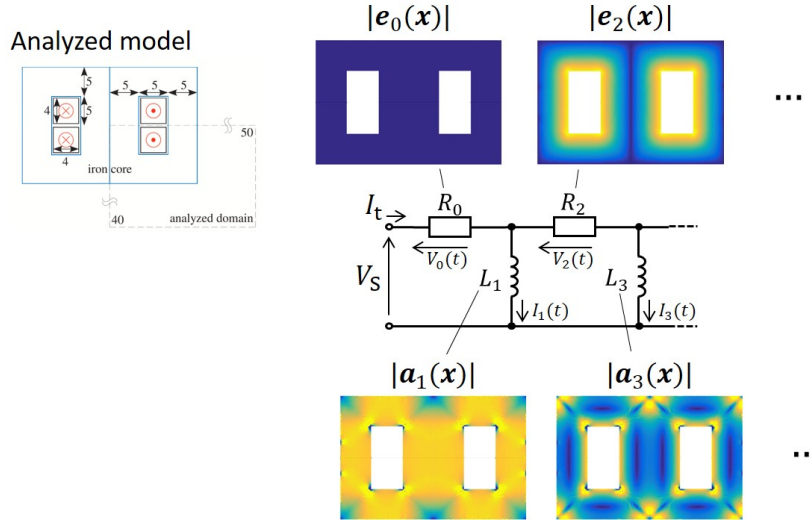 Analyzed model
5
5 5 5
4 5
4
iron core
50
40
analyzed domain
|e₀(x)| |e₂(x)| ...
Iₜ R₀ R₂
V₀(t) V₂(t)
V_S L₁ I₁(t) L₃ I₃(t)
|a₁(x)| |a₃(x)| ..